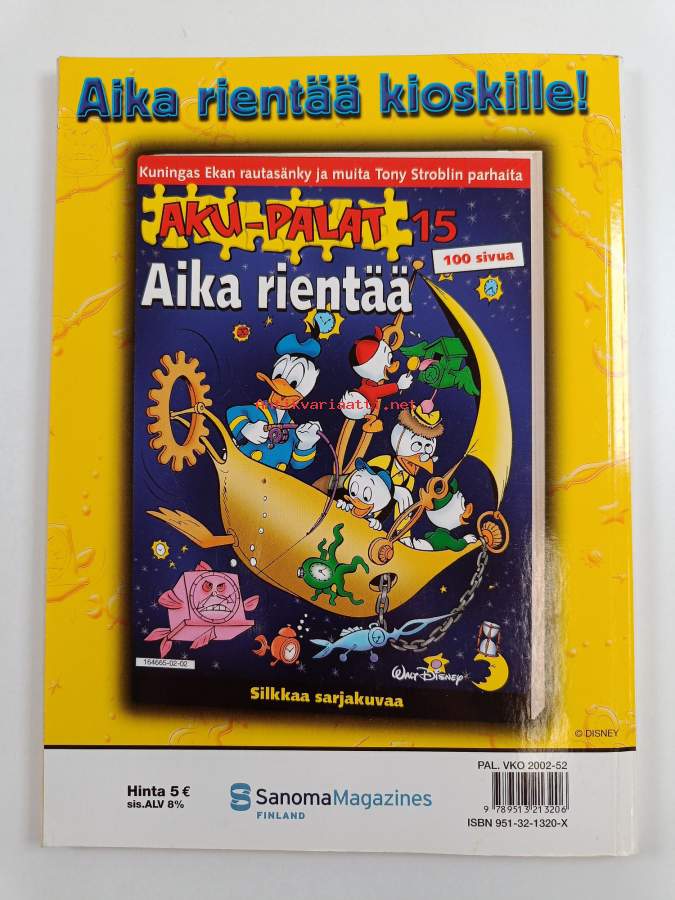 Aika rientää kioskille!
Kuningas Ekan rautasänky ja muita Tony Stroblin parhaita
AKU-PALAT 15
100 sivua
Aika rientää
Antikvariaatti.net
164665-02-02
WALT DISNEY
Silkkaa sarjakuvaa
© DISNEY
PAL. VKO 2002-52
Hinta 5 €
sis.ALV 8%
SanomaMagazines
FINLAND
9 789513 213206
ISBN 951-32-1320-X